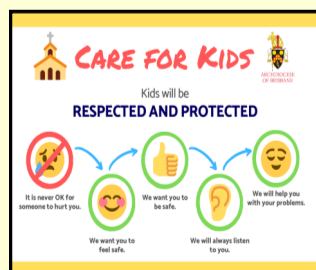 CARE FOR KIDS
ARCHDIOCESE
OF BRISBANE
Kids will be
RESPECTED AND PROTECTED
It is never OK for
someone to hurt you.
We want you to
feel safe.
We want you to
be safe.
We will always listen
to you.
We will help you
with your problems.